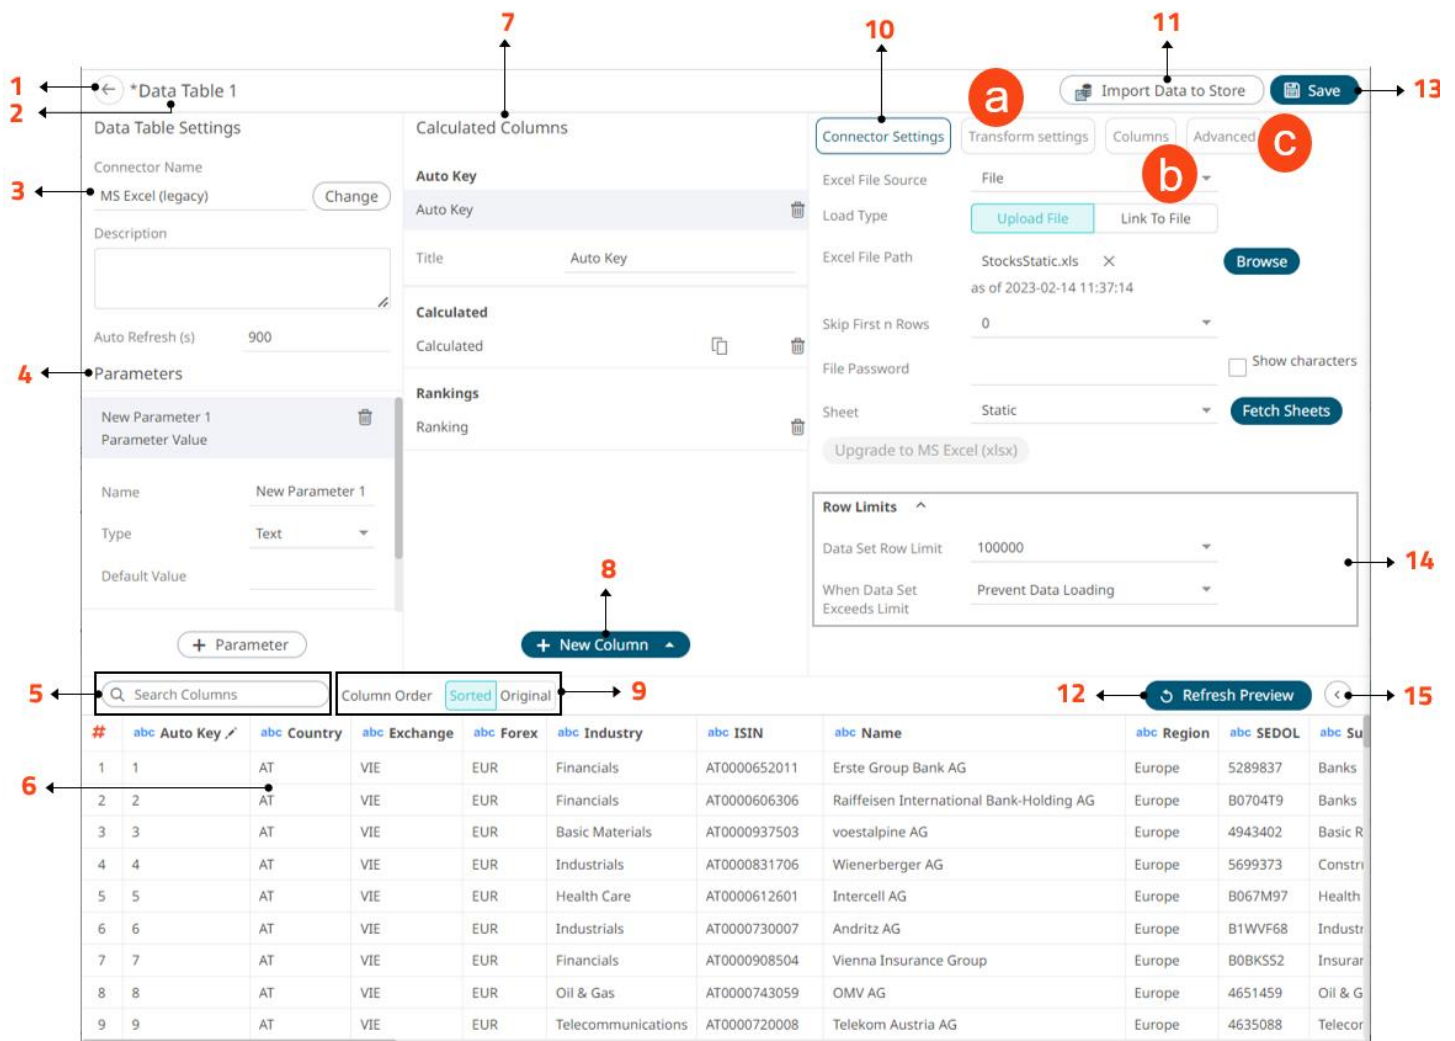 7
10
11
1
*Data Table 1
Import Data to Store
Save
13
2
a
Data Table Settings
Calculated Columns
Connector Settings
Transform settings
Columns
Advanced
c
Connector Name
Auto Key
Excel File Source
File
b
3
MS Excel (legacy)
Change
Auto Key
Load Type
Upload File
Link To File
Description
Title
Auto Key
Excel File Path
StocksStatic.xls
Browse
as of 2023-02-14 11:37:14
Calculated
Auto Refresh (s)
900
Calculated
Skip First n Rows
0
4
Parameters
File Password
Show characters
Rankings
New Parameter 1
Parameter Value
Ranking
Sheet
Static
Fetch Sheets
Upgrade to MS Excel (xlsx)
Name
New Parameter 1
Row Limits
Type
Text
Data Set Row Limit
100000
14
Default Value
8
When Data Set
Exceeds Limit
Prevent Data Loading
+ Parameter
+ New Column
5
Search Columns
Column Order
Sorted
Original
9
12
Refresh Preview
15
# abc Auto Key abc Country abc Exchange abc Forex abc Industry abc ISIN abc Name abc Region abc SEDOL abc Su
1 1 AT VIE EUR Financials AT0000652011 Erste Group Bank AG Europe 5289837 Banks
6
2 2 AT VIE EUR Financials AT0000606306 Raiffeisen International Bank-Holding AG Europe B0704T9 Banks
3 3 AT VIE EUR Basic Materials AT0000937503 voestalpine AG Europe 4943402 Basic R
4 4 AT VIE EUR Industrials AT0000831706 Wienerberger AG Europe 5699373 Constru
5 5 AT VIE EUR Health Care AT0000612601 Intercell AG Europe B067M97 Health
6 6 AT VIE EUR Industrials AT0000730007 Andritz AG Europe B1WVF68 Industr
7 7 AT VIE EUR Financials AT0000908504 Vienna Insurance Group Europe B0BKSS2 Insurar
8 8 AT VIE EUR Oil & Gas AT0000743059 OMV AG Europe 4651459 Oil & G
9 9 AT VIE EUR Telecommunications AT0000720008 Telekom Austria AG Europe 4635088 Telecor